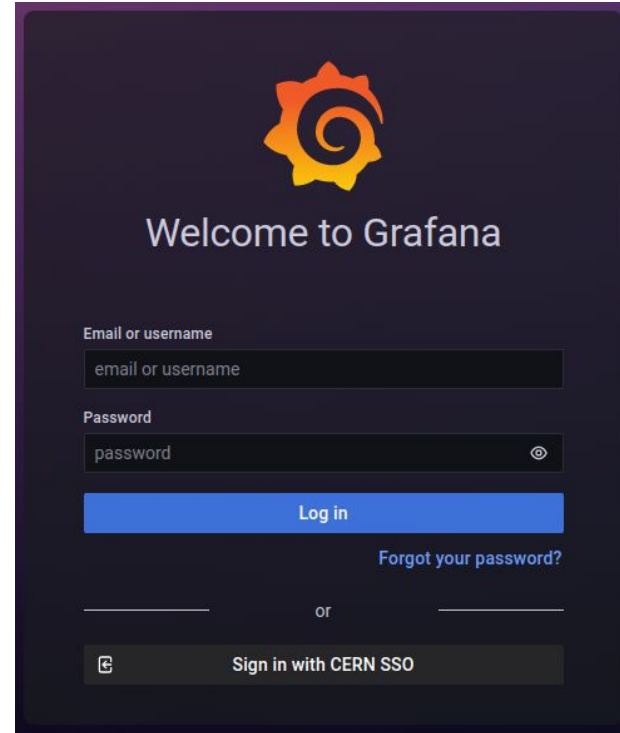 Welcome to Grafana
Email or username
email or username
Password
password
Log in
Forgot your password?
or
Sign in with CERN SSO